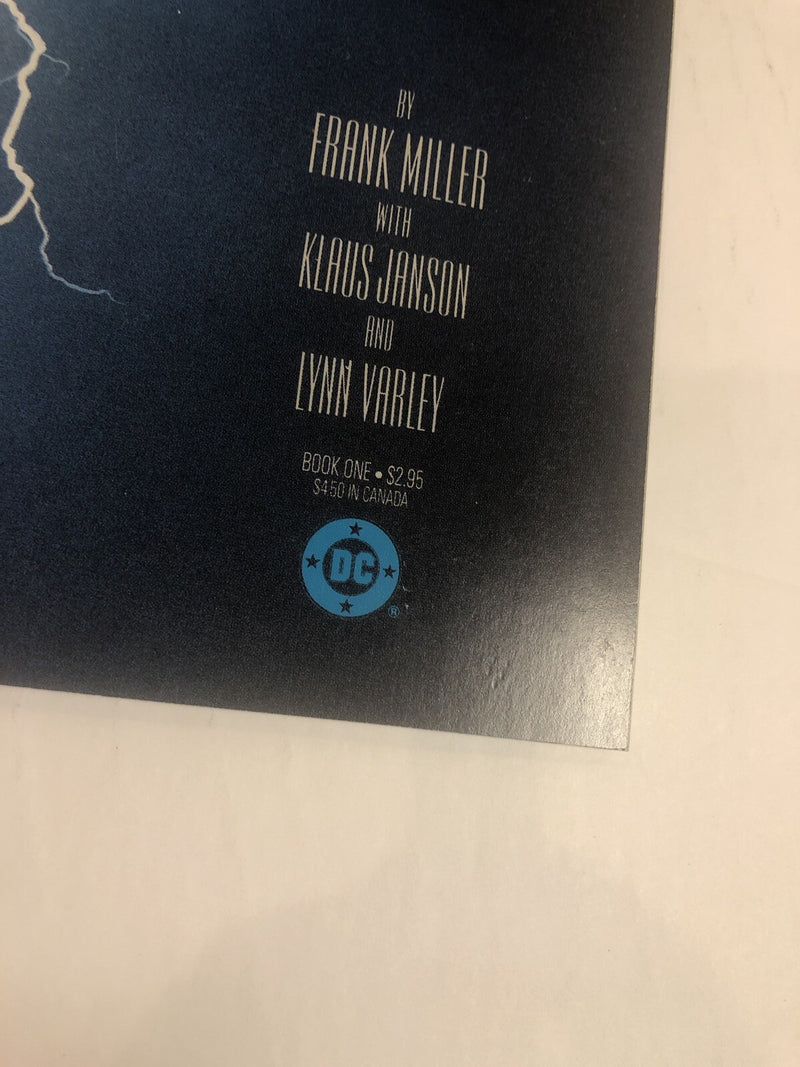 BY
FRANK MILLER
WITH
KLAUS JANSON
AND
LYNN VARLEY
BOOK ONE • $2.95
$4.50 IN CANADA
DC
®